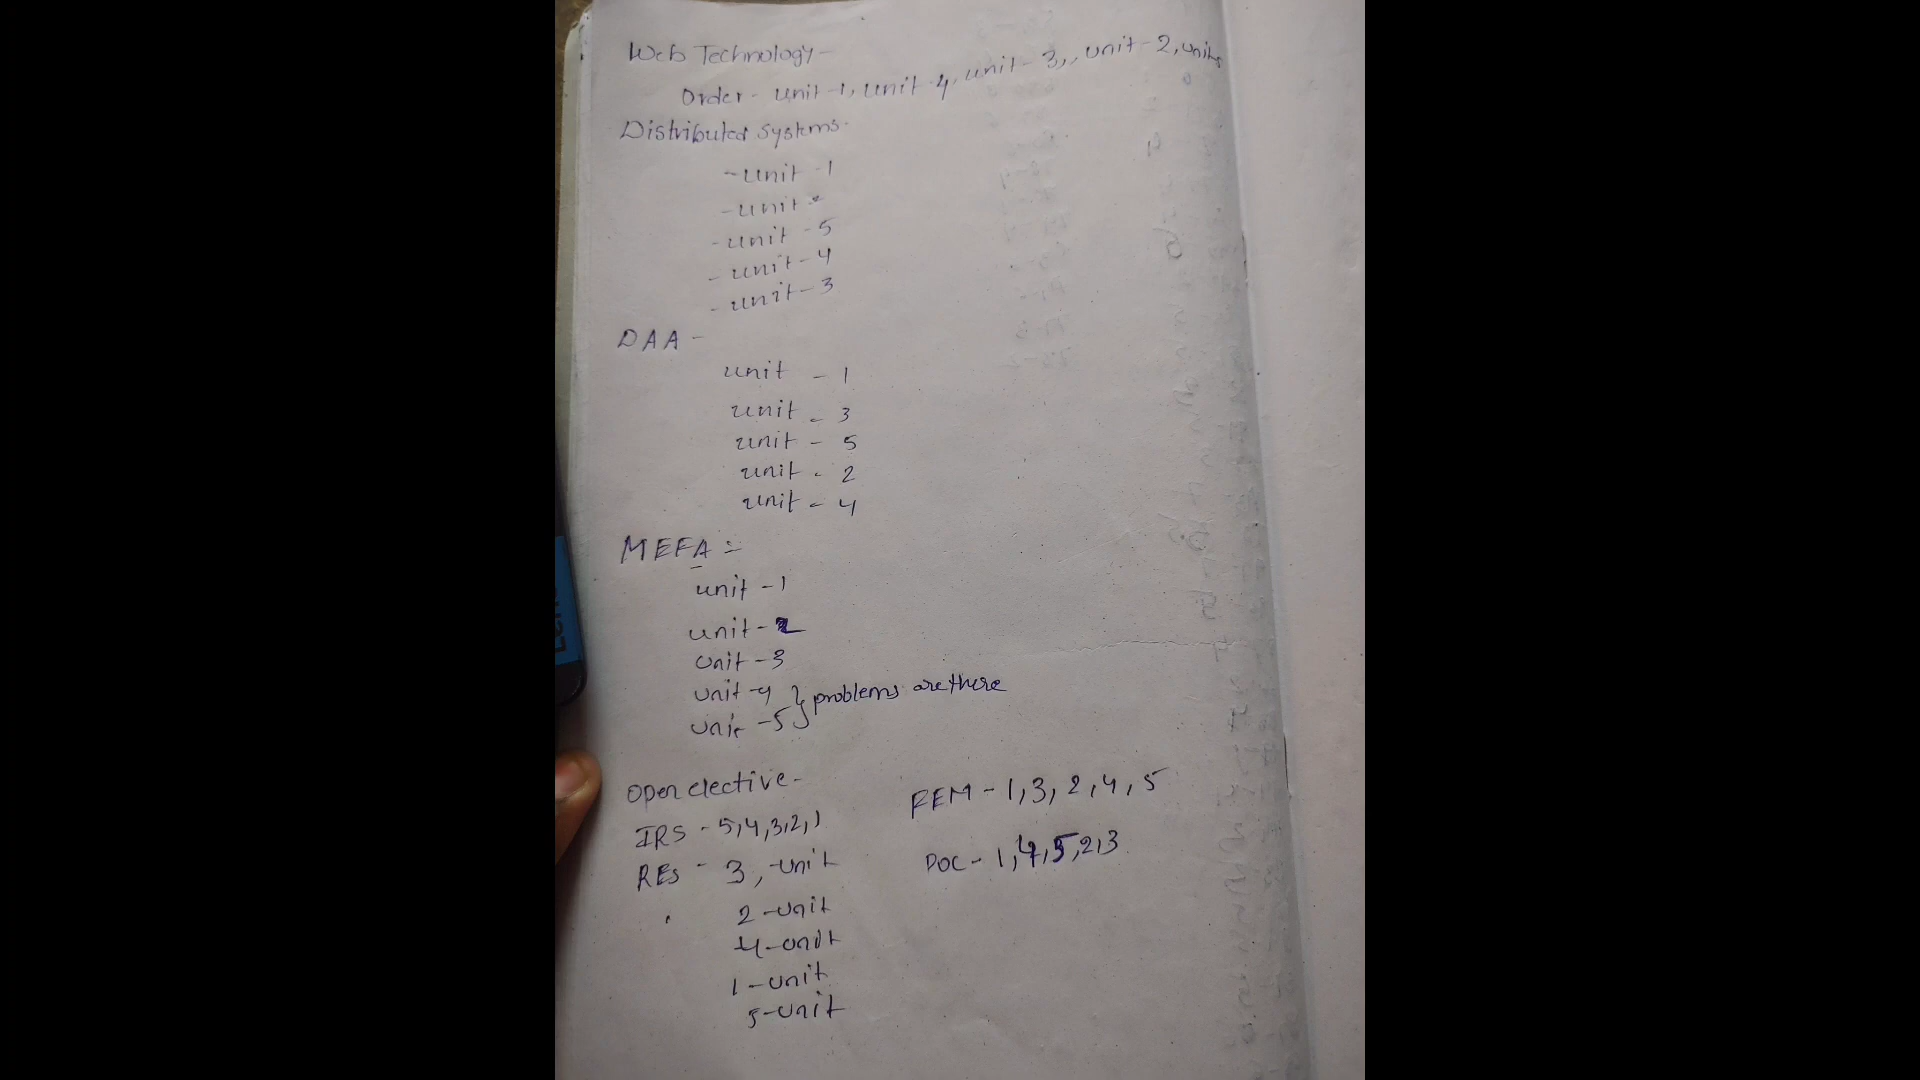 Web Technology-
Order- unit-1, unit-4, unit-3, unit-2, unit
Distributed Systems-
- unit-1
- unit-
- unit-5
- unit-4
- unit-3
DAA-
unit - 1
unit - 3
unit - 5
unit - 2
unit - 4
MEFA:-
unit-1
unit-2
unit-3
unit-4 } problems are there
unit-5
Open elective-
IRS - 5,4,3,2,1
REs - 3,-unit
2-unit
4-unit
1-unit
5-unit
FEM - 1,3,2,4,5
POC - 1,4,5,2,3